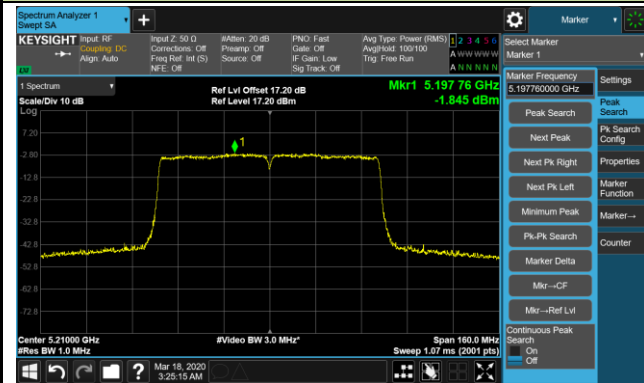 Spectrum Analyzer 1
Swept SA
Marker
KEYSIGHT
Input: RF
Coupling: DC
Align: Auto
Input Z: 50 Ω
Corrections: Off
Freq Ref: Int (S)
NFE: Off
#Atten: 20 dB
Preamp: Off
Source: Off
PNO: Fast
Gate: Off
IF Gain: Low
Sig Track: Off
Avg Type: Power (RMS)
Avg|Hold: 100/100
Trig: Free Run
1 2 3 4 5 6
A W W W W W
A N N N N N
Select Marker
Marker 1
1 Spectrum
Scale/Div 10 dB
Log
Ref Lvl Offset 17.20 dB
Ref Level 17.20 dBm
Mkr1 5.197 76 GHz
-1.845 dBm
7.20
-2.80
-12.8
-22.8
-32.8
-42.8
-52.8
-62.8
-72.8
1
Center 5.21000 GHz
#Res BW 1.0 MHz
#Video BW 3.0 MHz*
Span 160.0 MHz
Sweep 1.07 ms (2001 pts)
Marker Frequency
5.197760000 GHz
Peak Search
Next Peak
Next Pk Right
Next Pk Left
Minimum Peak
Pk-Pk Search
Marker Delta
Mkr→CF
Mkr→Ref Lvl
Continuous Peak
Search
On
Off
Settings
Peak
Search
Pk Search
Config
Properties
Marker
Function
Marker→
Counter
?
Mar 18, 2020
3:25:15 AM